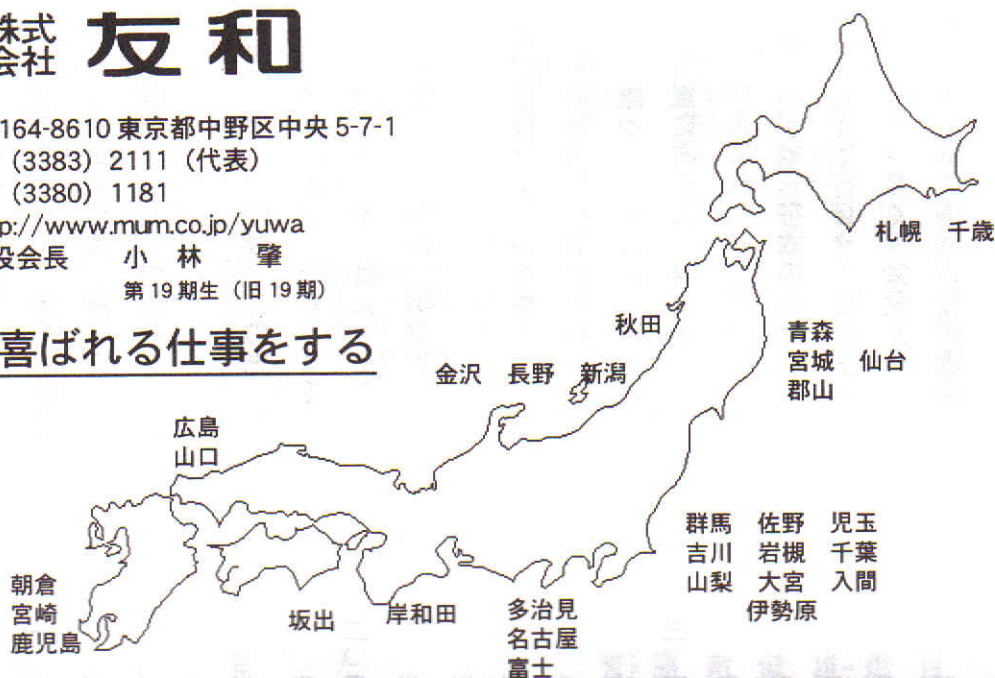 株式会社 友和
164-8610 東京都中野区中央 5-7-1
(3383) 2111 (代表)
(3380) 1181
p://www.mum.co.jp/yuwa
役会長 小林 肇
第19期生 (旧19期)
喜ばれる仕事をする
札幌 千歳
秋田
青森
宮城 仙台
郡山
金沢 長野 新潟
広島
山口
群馬 佐野 児玉
吉川 岩槻 千葉
山梨 大宮 入間
伊勢原
朝倉
宮崎
鹿児島
坂出
岸和田
多治見
名古屋
富士